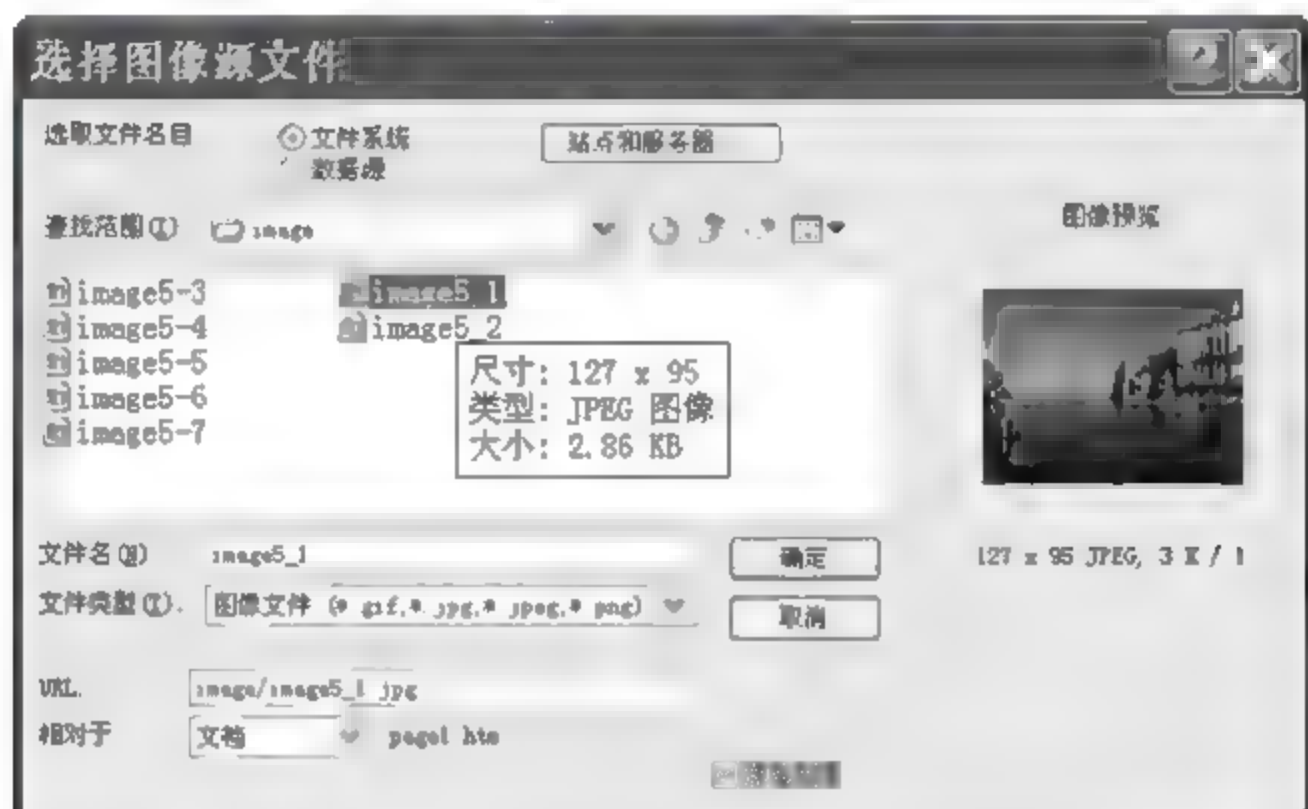 选择图像源文件
选取文件名自 文件系统 站点和服务器
数据源
查找范围(I) image
图像预览
image5-3 image5_1
image5-4 image5_2
image5-5
image5-6
image5-7
尺寸: 127 x 95
类型: JPEG 图像
大小: 2.86 KB
文件名(N) image5_1 确定
127 x 95 JPEG, 3 K / 1
文件类型(T). 图像文件 (*.gif,*.jpg,*.jpeg,*.png)
取消
URL. image/image5_1.jpg
相对于 文档 page1.htm